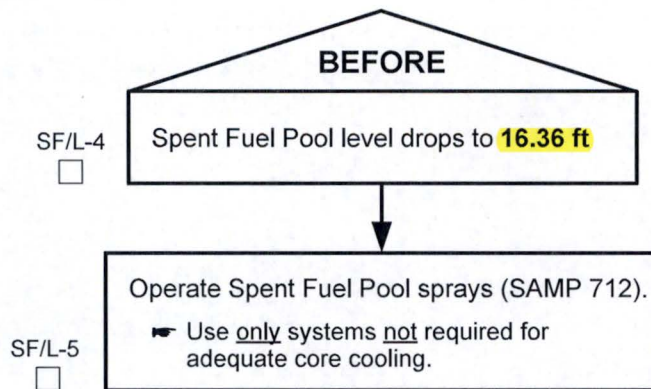 BEFORE
SF/L-4
Spent Fuel Pool level drops to 16.36 ft
Operate Spent Fuel Pool sprays (SAMP 712).
Use only systems not required for
adequate core cooling.
SF/L-5